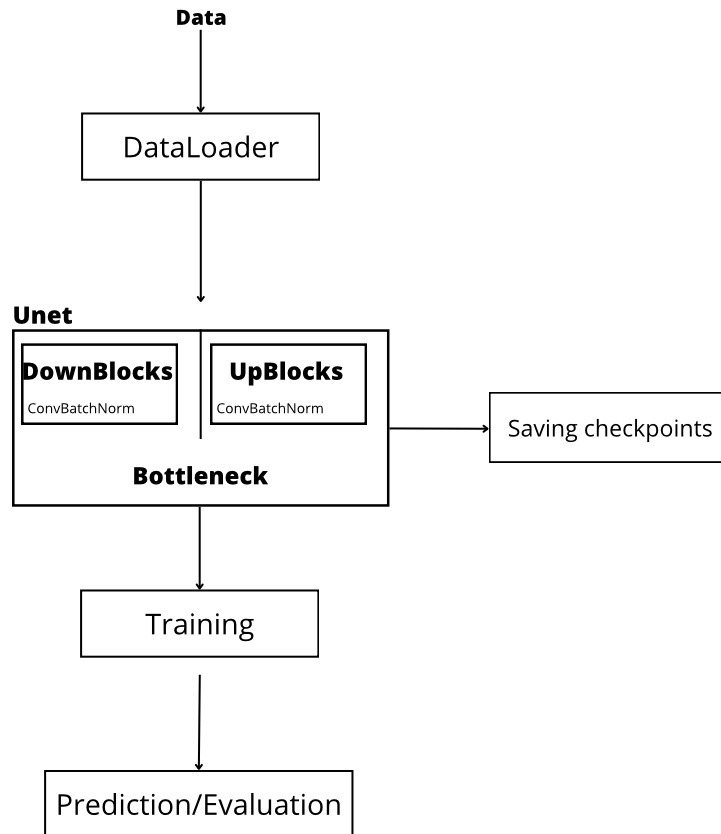 Data
DataLoader
Unet
DownBlocks
ConvBatchNorm
UpBlocks
ConvBatchNorm
Bottleneck
Saving checkpoints
Training
Prediction/Evaluation